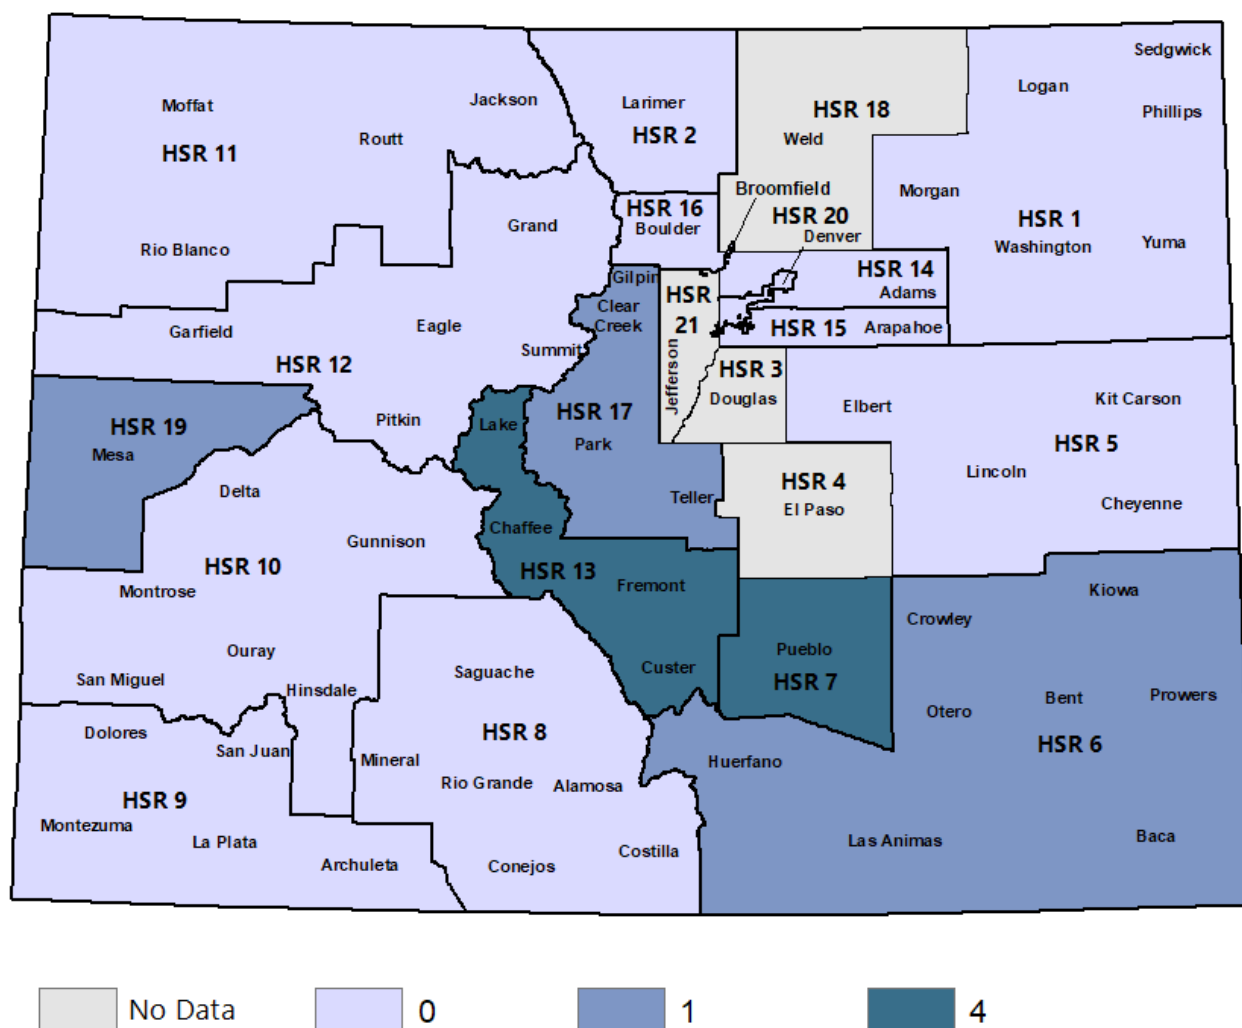 Sedgwick
Moffat
Jackson
Larimer
Logan
HSR 18
Phillips
HSR 11
Routt
HSR 2
Weld
Broomfield
Morgan
HSR 16
Boulder
HSR 20
Denver
HSR 1
Washington
Yuma
Grand
Rio Blanco
Gilpin
HSR 14
Adams
HSR
21
Clear
Creek
Garfield
Eagle
HSR 15
Arapahoe
Summit
HSR 12
Jefferson
HSR 3
Douglas
Elbert
Kit Carson
HSR 19
Mesa
Pitkin
Lake
HSR 17
Park
HSR 5
Lincoln
Delta
Teller
HSR 4
El Paso
Cheyenne
Chaffee
Gunnison
HSR 10
HSR 13
Fremont
Montrose
Kiowa
Crowley
Ouray
Pueblo
HSR 7
San Miguel
Hinsdale
Saguache
Custer
Otero
Bent
Prowers
Dolores
San Juan
HSR 8
HSR 6
Mineral
Huerfano
Rio Grande
Alamosa
HSR 9
Montezuma
La Plata
Archuleta
Conejos
Costilla
Las Animas
Baca
No Data
0
1
4